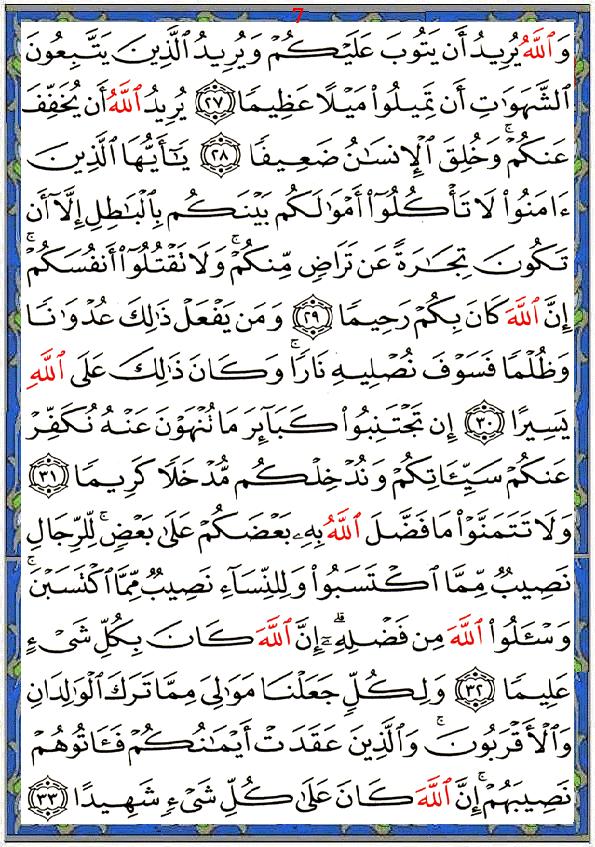 7
وَٱللَّهُ يُرِيدُ أَن يَتُوبَ عَلَيۡكُمۡ وَيُرِيدُ ٱلَّذِينَ يَتَّبِعُونَ
ٱلشَّهَوَٰتِ أَن تَمِيلُواْ مَيۡلًا عَظِيمٗا ٢٧ يُرِيدُ ٱللَّهُ أَن يُخَفِّفَ
عَنكُمۡۚ وَخُلِقَ ٱلۡإِنسَٰنُ ضَعِيفٗا ٢٨ يَٰٓأَيُّهَا ٱلَّذِينَ
ءَامَنُواْ لَا تَأۡكُلُوٓاْ أَمۡوَٰلَكُم بَيۡنَكُم بِٱلۡبَٰطِلِ إِلَّآ أَن
تَكُونَ تِجَٰرَةً عَن تَرَاضٖ مِّنكُمۡۚ وَلَا تَقۡتُلُوٓاْ أَنفُسَكُمۡۚ
إِنَّ ٱللَّهَ كَانَ بِكُمۡ رَحِيمٗا ٢٩ وَمَن يَفۡعَلۡ ذَٰلِكَ عُدۡوَٰنٗا
وَظُلۡمٗا فَسَوۡفَ نُصۡلِيهِ نَارٗاۚ وَكَانَ ذَٰلِكَ عَلَى ٱللَّهِ
يَسِيرًا ٣٠ إِن تَجۡتَنِبُواْ كَبَآئِرَ مَا تُنۡهَوۡنَ عَنۡهُ نُكَفِّرۡ
عَنكُمۡ سَيِّـَٔاتِكُمۡ وَنُدۡخِلۡكُم مُّدۡخَلٗا كَرِيمٗا ٣١
وَلَا تَتَمَنَّوۡاْ مَا فَضَّلَ ٱللَّهُ بِهِۦ بَعۡضَكُمۡ عَلَىٰ بَعۡضٖۚ لِّلرِّجَالِ
نَصِيبٞ مِّمَّا ٱكۡتَسَبُواْۖ وَلِلنِّسَآءِ نَصِيبٞ مِّمَّا ٱكۡتَسَبۡنَۚ
وَسۡـَٔلُواْ ٱللَّهَ مِن فَضۡلِهِۦٓۗ إِنَّ ٱللَّهَ كَانَ بِكُلِّ شَيۡءٍ
عَلِيمٗا ٣٢ وَلِكُلّٖ جَعَلۡنَا مَوَٰلِيَ مِمَّا تَرَكَ ٱلۡوَٰلِدَانِ
وَٱلۡأَقۡرَبُونَۚ وَٱلَّذِينَ عَقَدَتۡ أَيۡمَٰنُكُمۡ فَـَٔاتُوهُمۡ
نَصِيبَهُمۡۚ إِنَّ ٱللَّهَ كَانَ عَلَىٰ كُلِّ شَيۡءٖ شَهِيدًا ٣٣